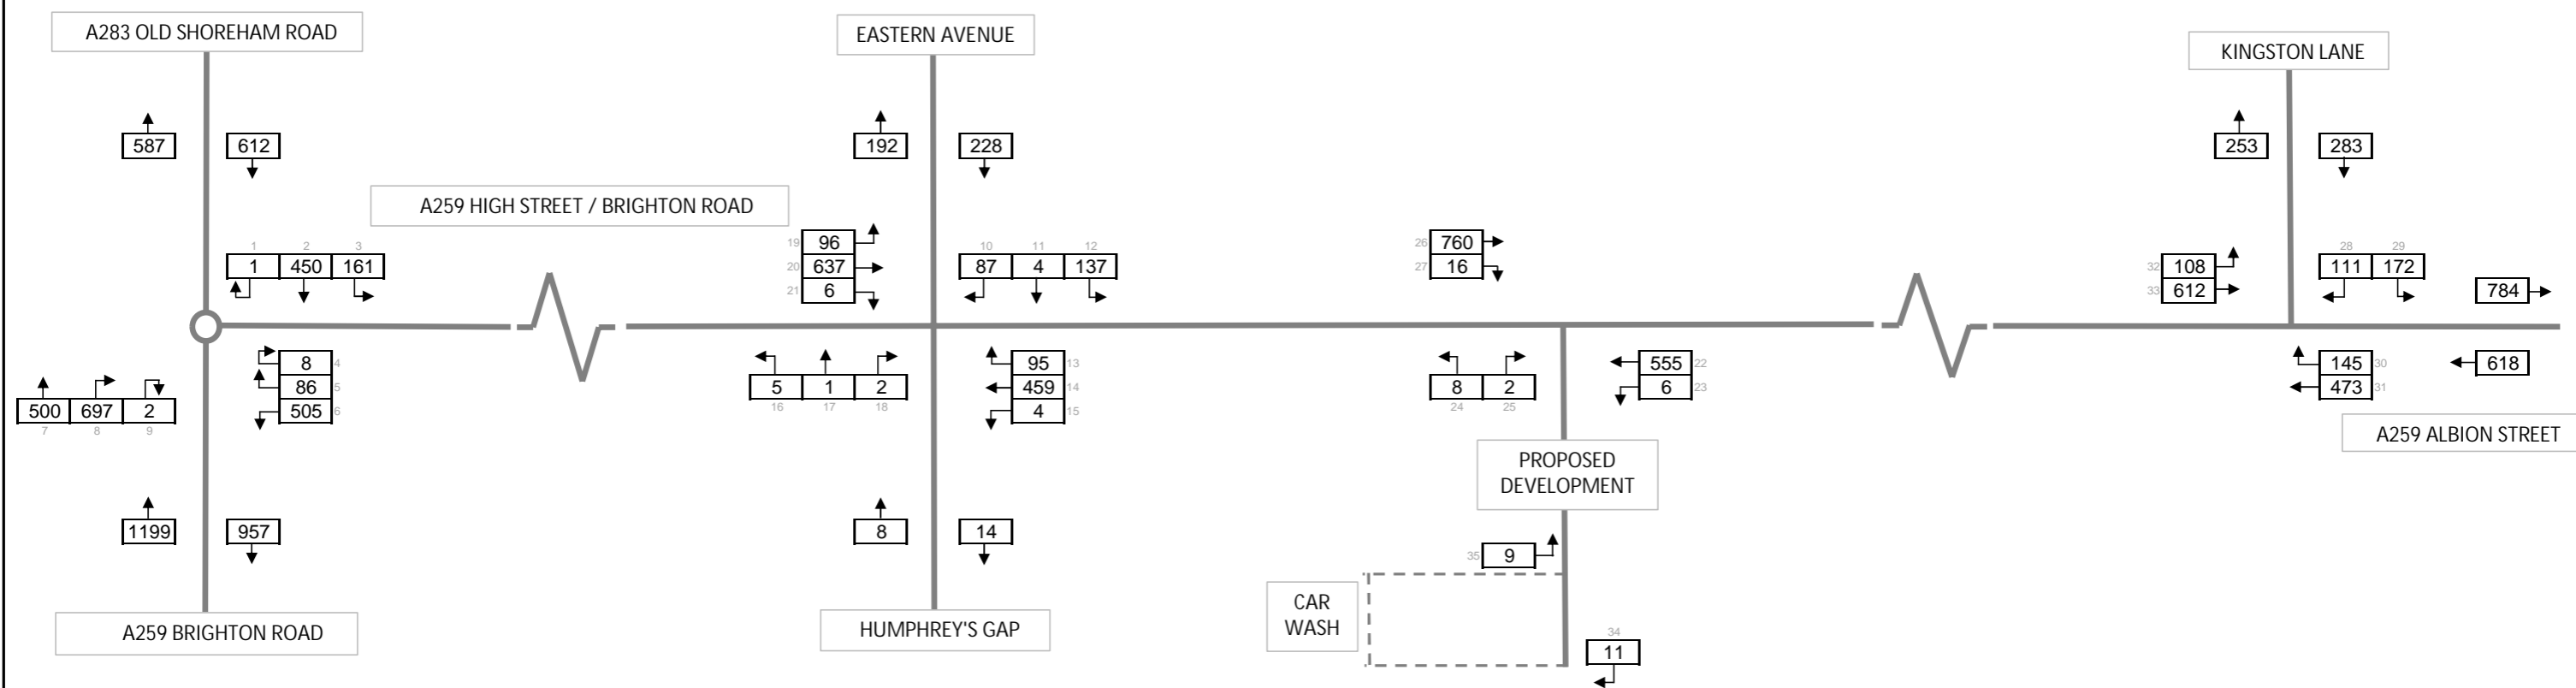 A283 OLD SHOREHAM ROAD
EASTERN AVENUE
KINGSTON LANE
587 612
192 228
253 283
A259 HIGH STREET / BRIGHTON ROAD
1 2 3
1 450 161
19 96
20 637
21 6
10 11 12
87 4 137
26 760
27 16
32 108
33 612
28 29
111 172
784
8 4
86 5
505 6
500 697 2
7 8 9
5 1 2
16 17 18
95 13
459 14
4 15
8 2
24 25
555 22
6 23
145 30
473 31
618
A259 ALBION STREET
PROPOSED
DEVELOPMENT
1199 957
8 14
35 9
CAR
WASH
34
11
A259 BRIGHTON ROAD
HUMPHREY'S GAP